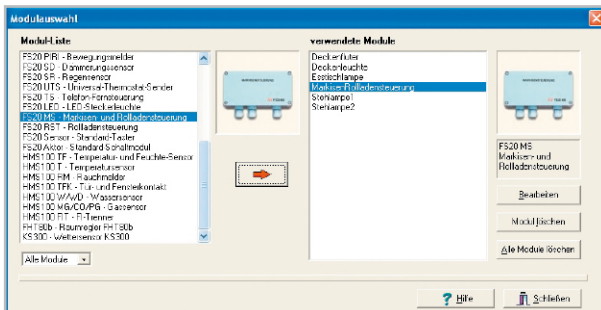 Modulauswahl
Modul-Liste
FS20 PIRI - Bewegungsmelder
FS20 SD - Dämmerungssensor
FS20 SR - Regensensor
FS20 UTS - Universal-Thermostat-Sender
FS20 TS - Telefon-Fernsteuerung
FS20 LED - LED-Steckerleuchte
FS20 MS - Markisen- und Rolladensteuerung
FS20 RST - Rolladensteuerung
FS20 Sensor - Standard-Taster
FS20 Aktor - Standard Schaltmodul
HMS100 TF - Temperatur- und Feuchte-Sensor
HMS100 T - Temperatursensor
HMS100 RM - Rauchmelder
HMS100 TFK - Tür- und Fensterkontakt
HMS100 W/WD - Wassersensor
HMS100 MG/CO/PG - Gassensor
HMS100 FIT - FI-Trenner
FHT80b - Raumregler FHT80b
KS300 - Wettersensor KS300
Alle Module
verwendete Module
Deckenfluter
Deckenleuchte
Esstischlampe
MarkisenRolladensteuerung
Stehlampe1
Stehlampe2
FS20 MS
Markisen- und
Rolladensteuerung
Bearbeiten
Modul löschen
Alle Module löschen
Hilfe
Schließen